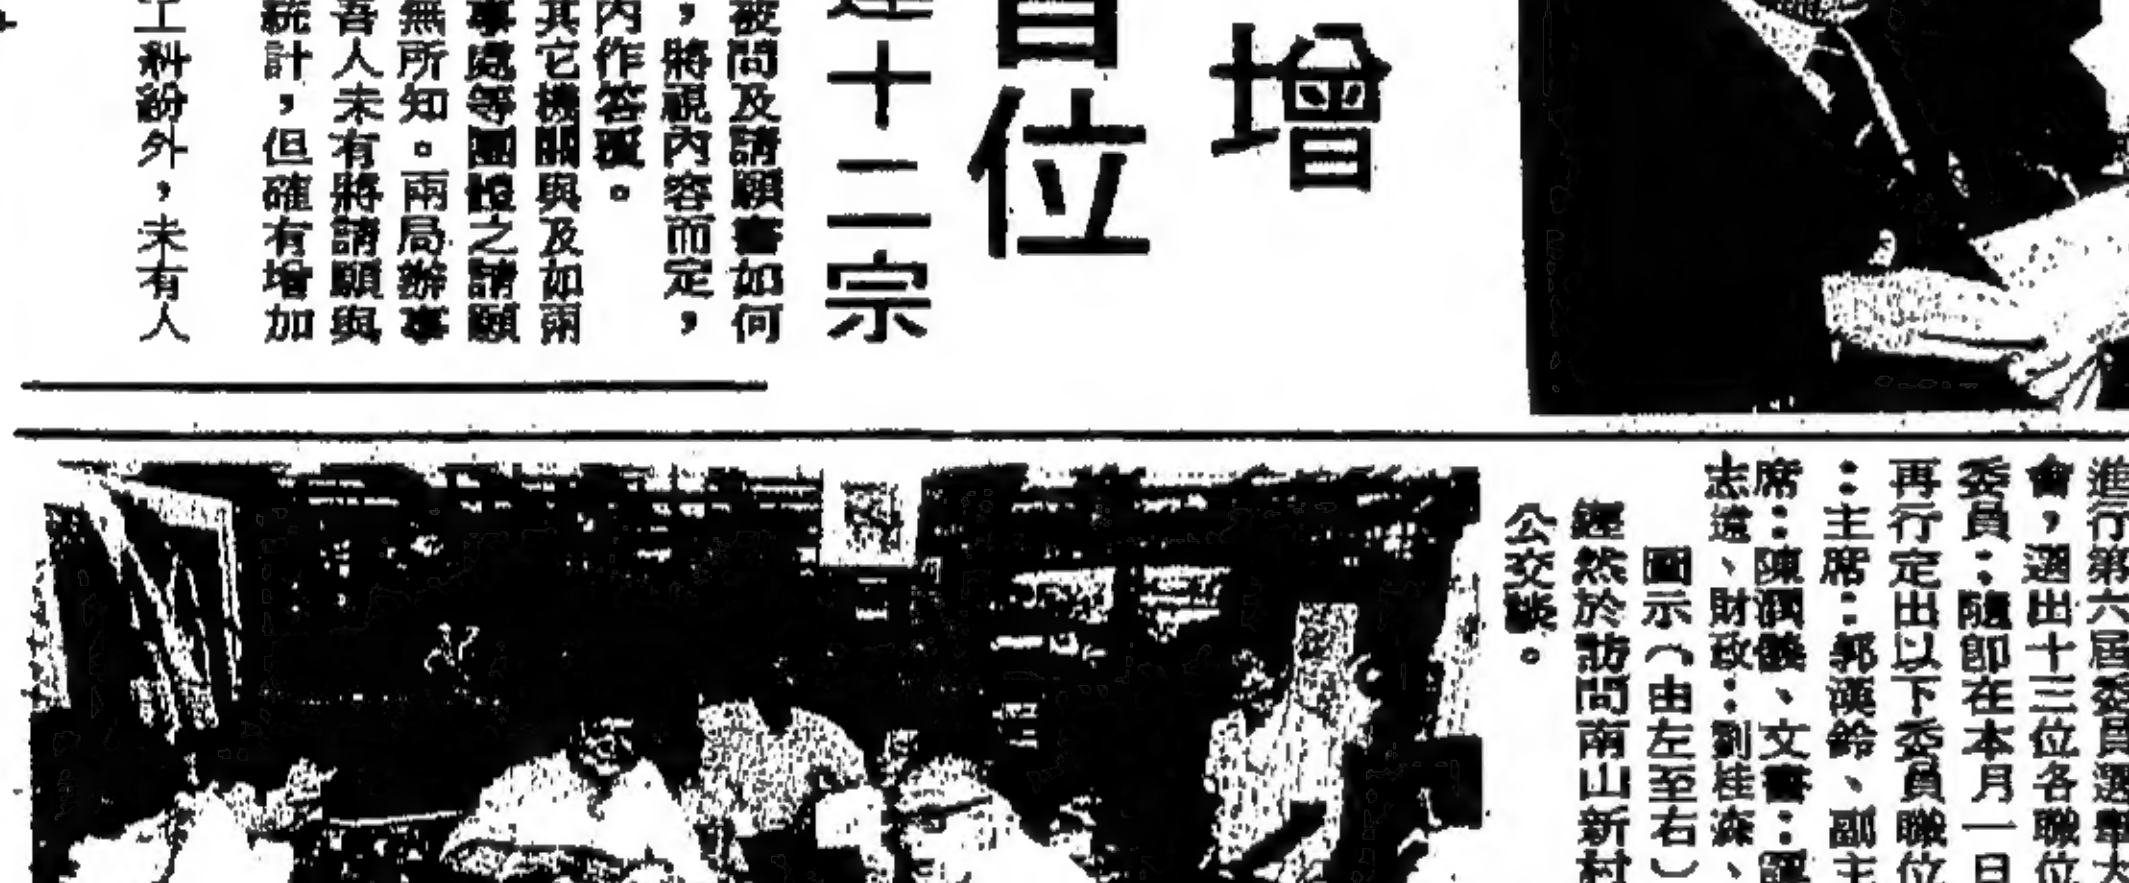 增
位
十二宗
被問及請願書如何
，將視內容而定，
內作答覆。
其它機關與及如兩
事處等團體之請願
無所知。兩局辦事
吾人未有將請願與
統計，但確有增加
工糾紛外，未有人
進行第六屆委員選舉大
會，選出十三位各職位
委員；隨即在本月一日
再行定出以下委員職位
：主席：郭漢鈴、副主
席：陳潤、文書：
志遠、財政：劉桂森、
圖示（由左至右）
鍾然於訪問南山新村
公交談。